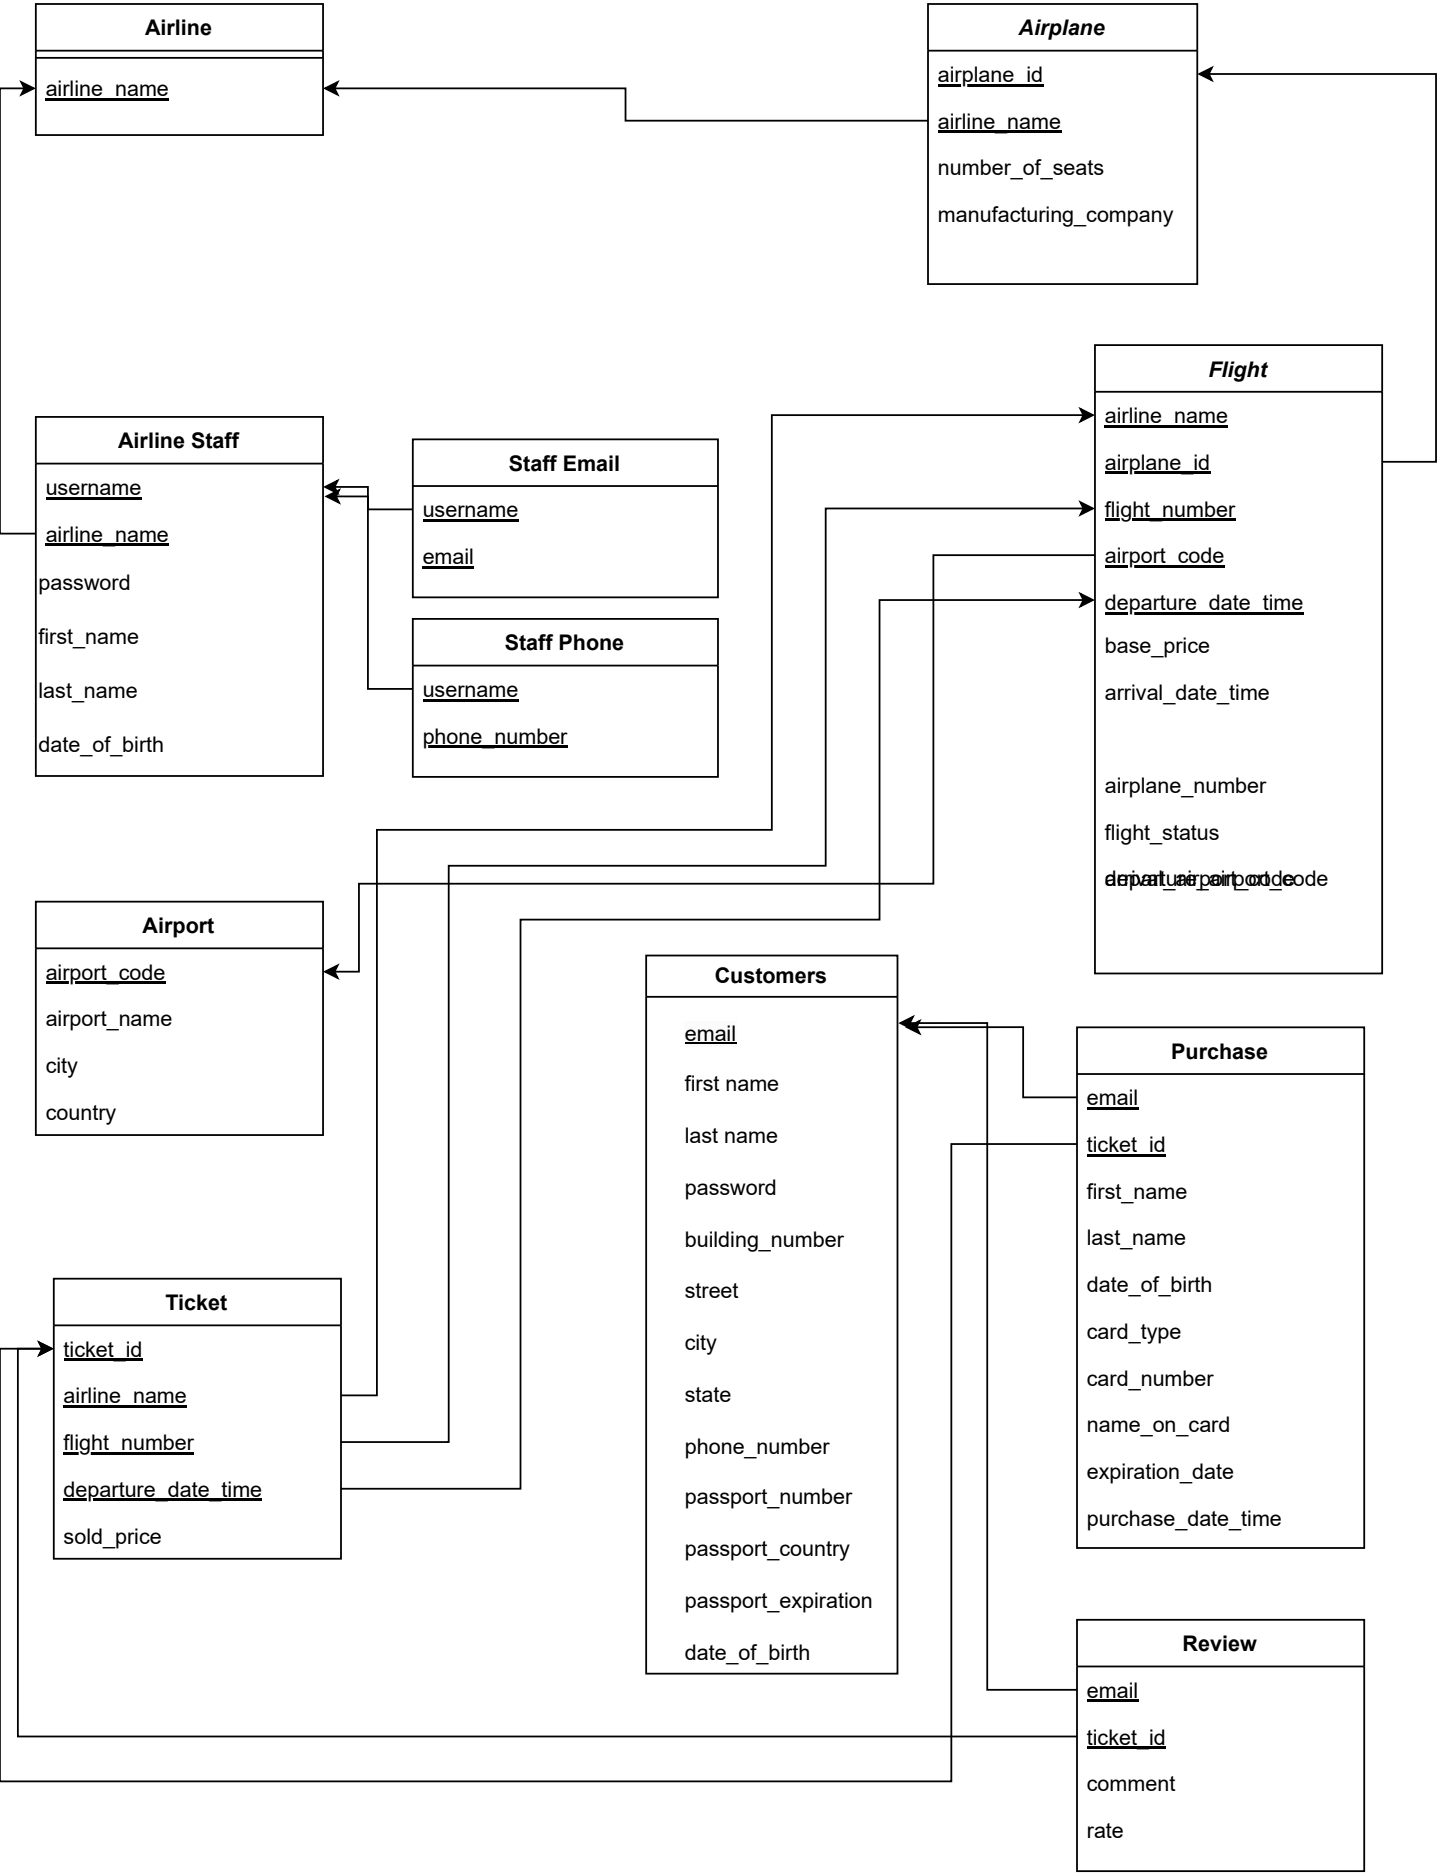 Airline
airline_name
Airplane
airplane_id
airline_name
number_of_seats
manufacturing_company
Flight
airline_name
airplane_id
flight_number
airport_code
departure_date_time
base_price
arrival_date_time
airplane_number
flight_status
Airline Staff
username
airline_name
password
first_name
last_name
date_of_birth
Staff Email
username
email
Staff Phone
username
phone_number
Airport
airport_code
airport_name
city
country
Customers
email
first name
last name
password
building_number
street
city
state
phone_number
passport_number
passport_country
passport_expiration
date_of_birth
Purchase
email
ticket_id
first_name
last_name
date_of_birth
card_type
card_number
name_on_card
expiration_date
purchase_date_time
Ticket
ticket_id
airline_name
flight_number
departure_date_time
sold_price
Review
email
ticket_id
comment
rate